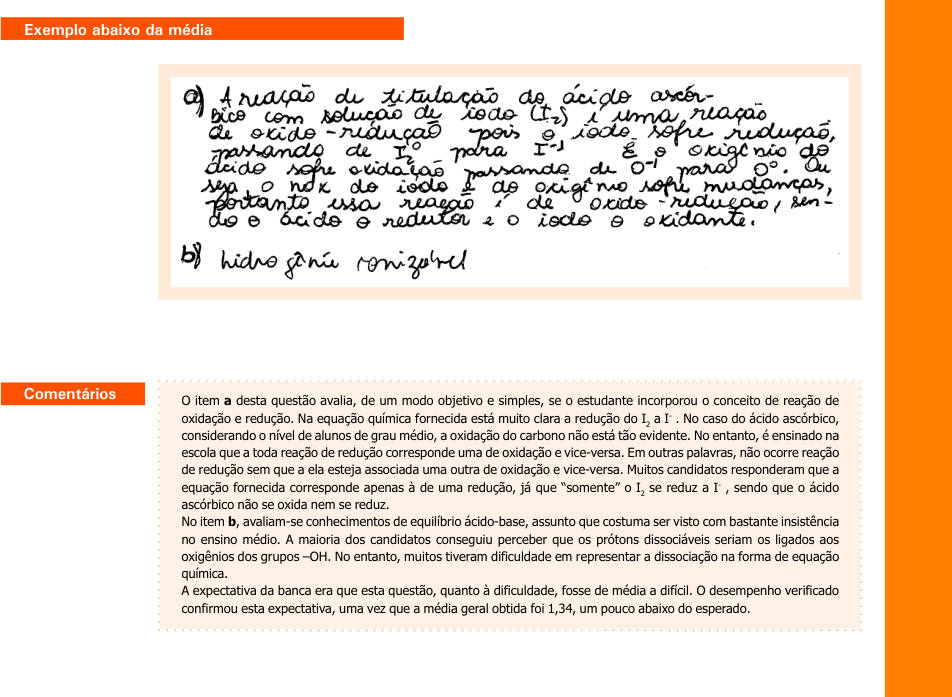 Exemplo abaixo da média
a) A reação de titulação do ácido ascór-
bico com solução de iodo (I₂) é uma reação
de oxido-redução pois o iodo sofre redução,
passando de I₂⁰ para I⁻¹ E o oxigênio do
ácido sofre oxidação passando de O⁻¹ para O⁰. Ou
seja, o nox do iodo e do oxigênio sofre mudanças,
portanto essa reação é de oxido-redução, sen-
do o ácido o redutor e o iodo o oxidante.
b) hidrogênio ionizável
Comentários
O item a desta questão avalia, de um modo objetivo e simples, se o estudante incorporou o conceito de reação de
oxidação e redução. Na equação química fornecida está muito clara a redução do I₂ a I⁻ . No caso do ácido ascórbico,
considerando o nível de alunos de grau médio, a oxidação do carbono não está tão evidente. No entanto, é ensinado na
escola que a toda reação de redução corresponde uma de oxidação e vice-versa. Em outras palavras, não ocorre reação
de redução sem que a ela esteja associada uma outra de oxidação e vice-versa. Muitos candidatos responderam que a
equação fornecida corresponde apenas à de uma redução, já que “somente” o I₂ se reduz a I⁻ , sendo que o ácido
ascórbico não se oxida nem se reduz.
No item b, avaliam-se conhecimentos de equilíbrio ácido-base, assunto que costuma ser visto com bastante insistência
no ensino médio. A maioria dos candidatos conseguiu perceber que os prótons dissociáveis seriam os ligados aos
oxigênios dos grupos –OH. No entanto, muitos tiveram dificuldade em representar a dissociação na forma de equação
química.
A expectativa da banca era que esta questão, quanto à dificuldade, fosse de média a difícil. O desempenho verificado
confirmou esta expectativa, uma vez que a média geral obtida foi 1,34, um pouco abaixo do esperado.